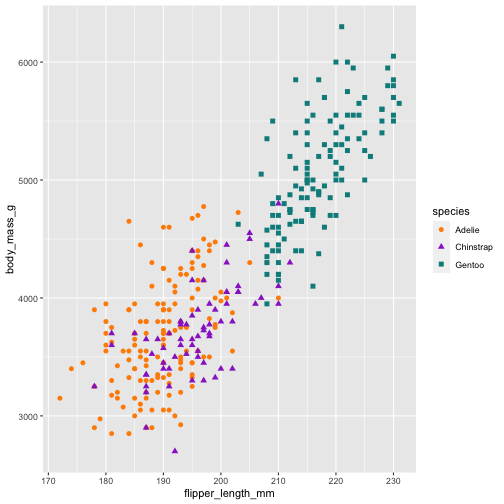 6000
5000
4000
3000
body_mass_g
170
180
190
200
210
220
230
flipper_length_mm
species
Adelie
Chinstrap
Gentoo